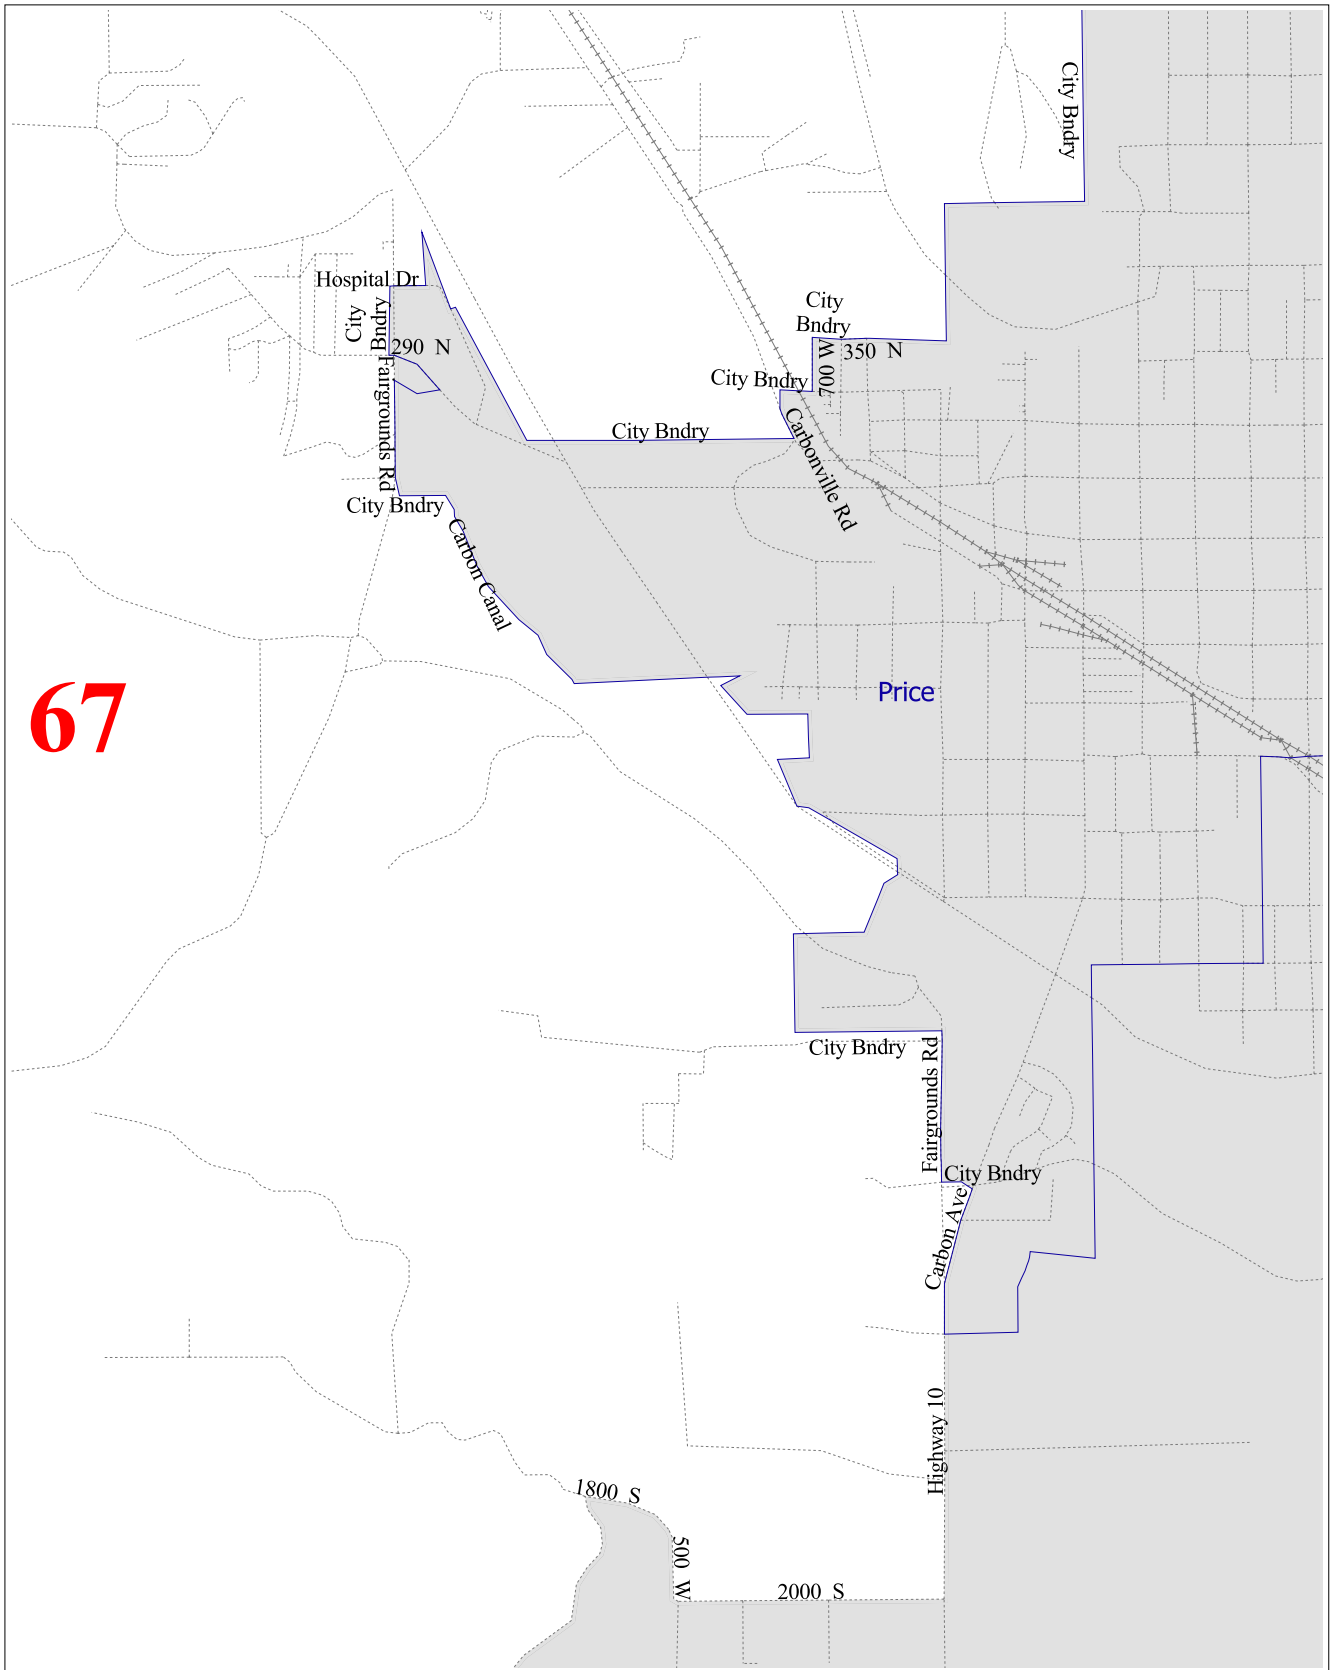 City Bndry
Hospital Dr
City
Bndry
City
Bndry
290 N
700 W
350 N
City Bndry
City Bndry
Fairgrounds Rd
Carbonville Rd
City Bndry
Carbon Canal
67
Price
City Bndry
Fairgrounds Rd
City Bndry
Carbon Ave
Highway 10
1800 S
500 W
2000 S